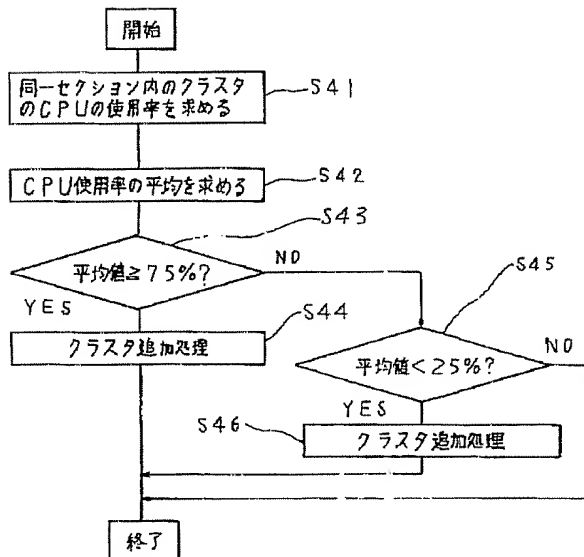 開始
同一セクション内のクラスタ
のCPUの使用率を求める
S41
CPU使用率の平均を求める
S42
S43
平均値≧75%?
NO
YES
S45
S44
クラスタ追加処理
平均値<25%?
NO
YES
S46
クラスタ追加処理
終了